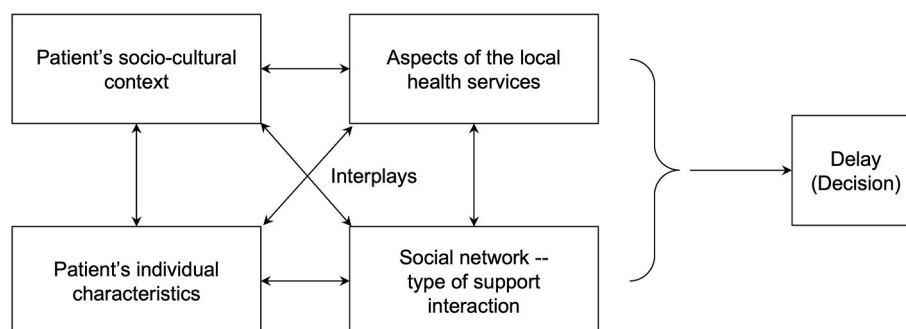 Patient's socio-cultural
context
Aspects of the local
health services
Interplays
Delay
(Decision)
Patient's individual
characteristics
Social network --
type of support
interaction